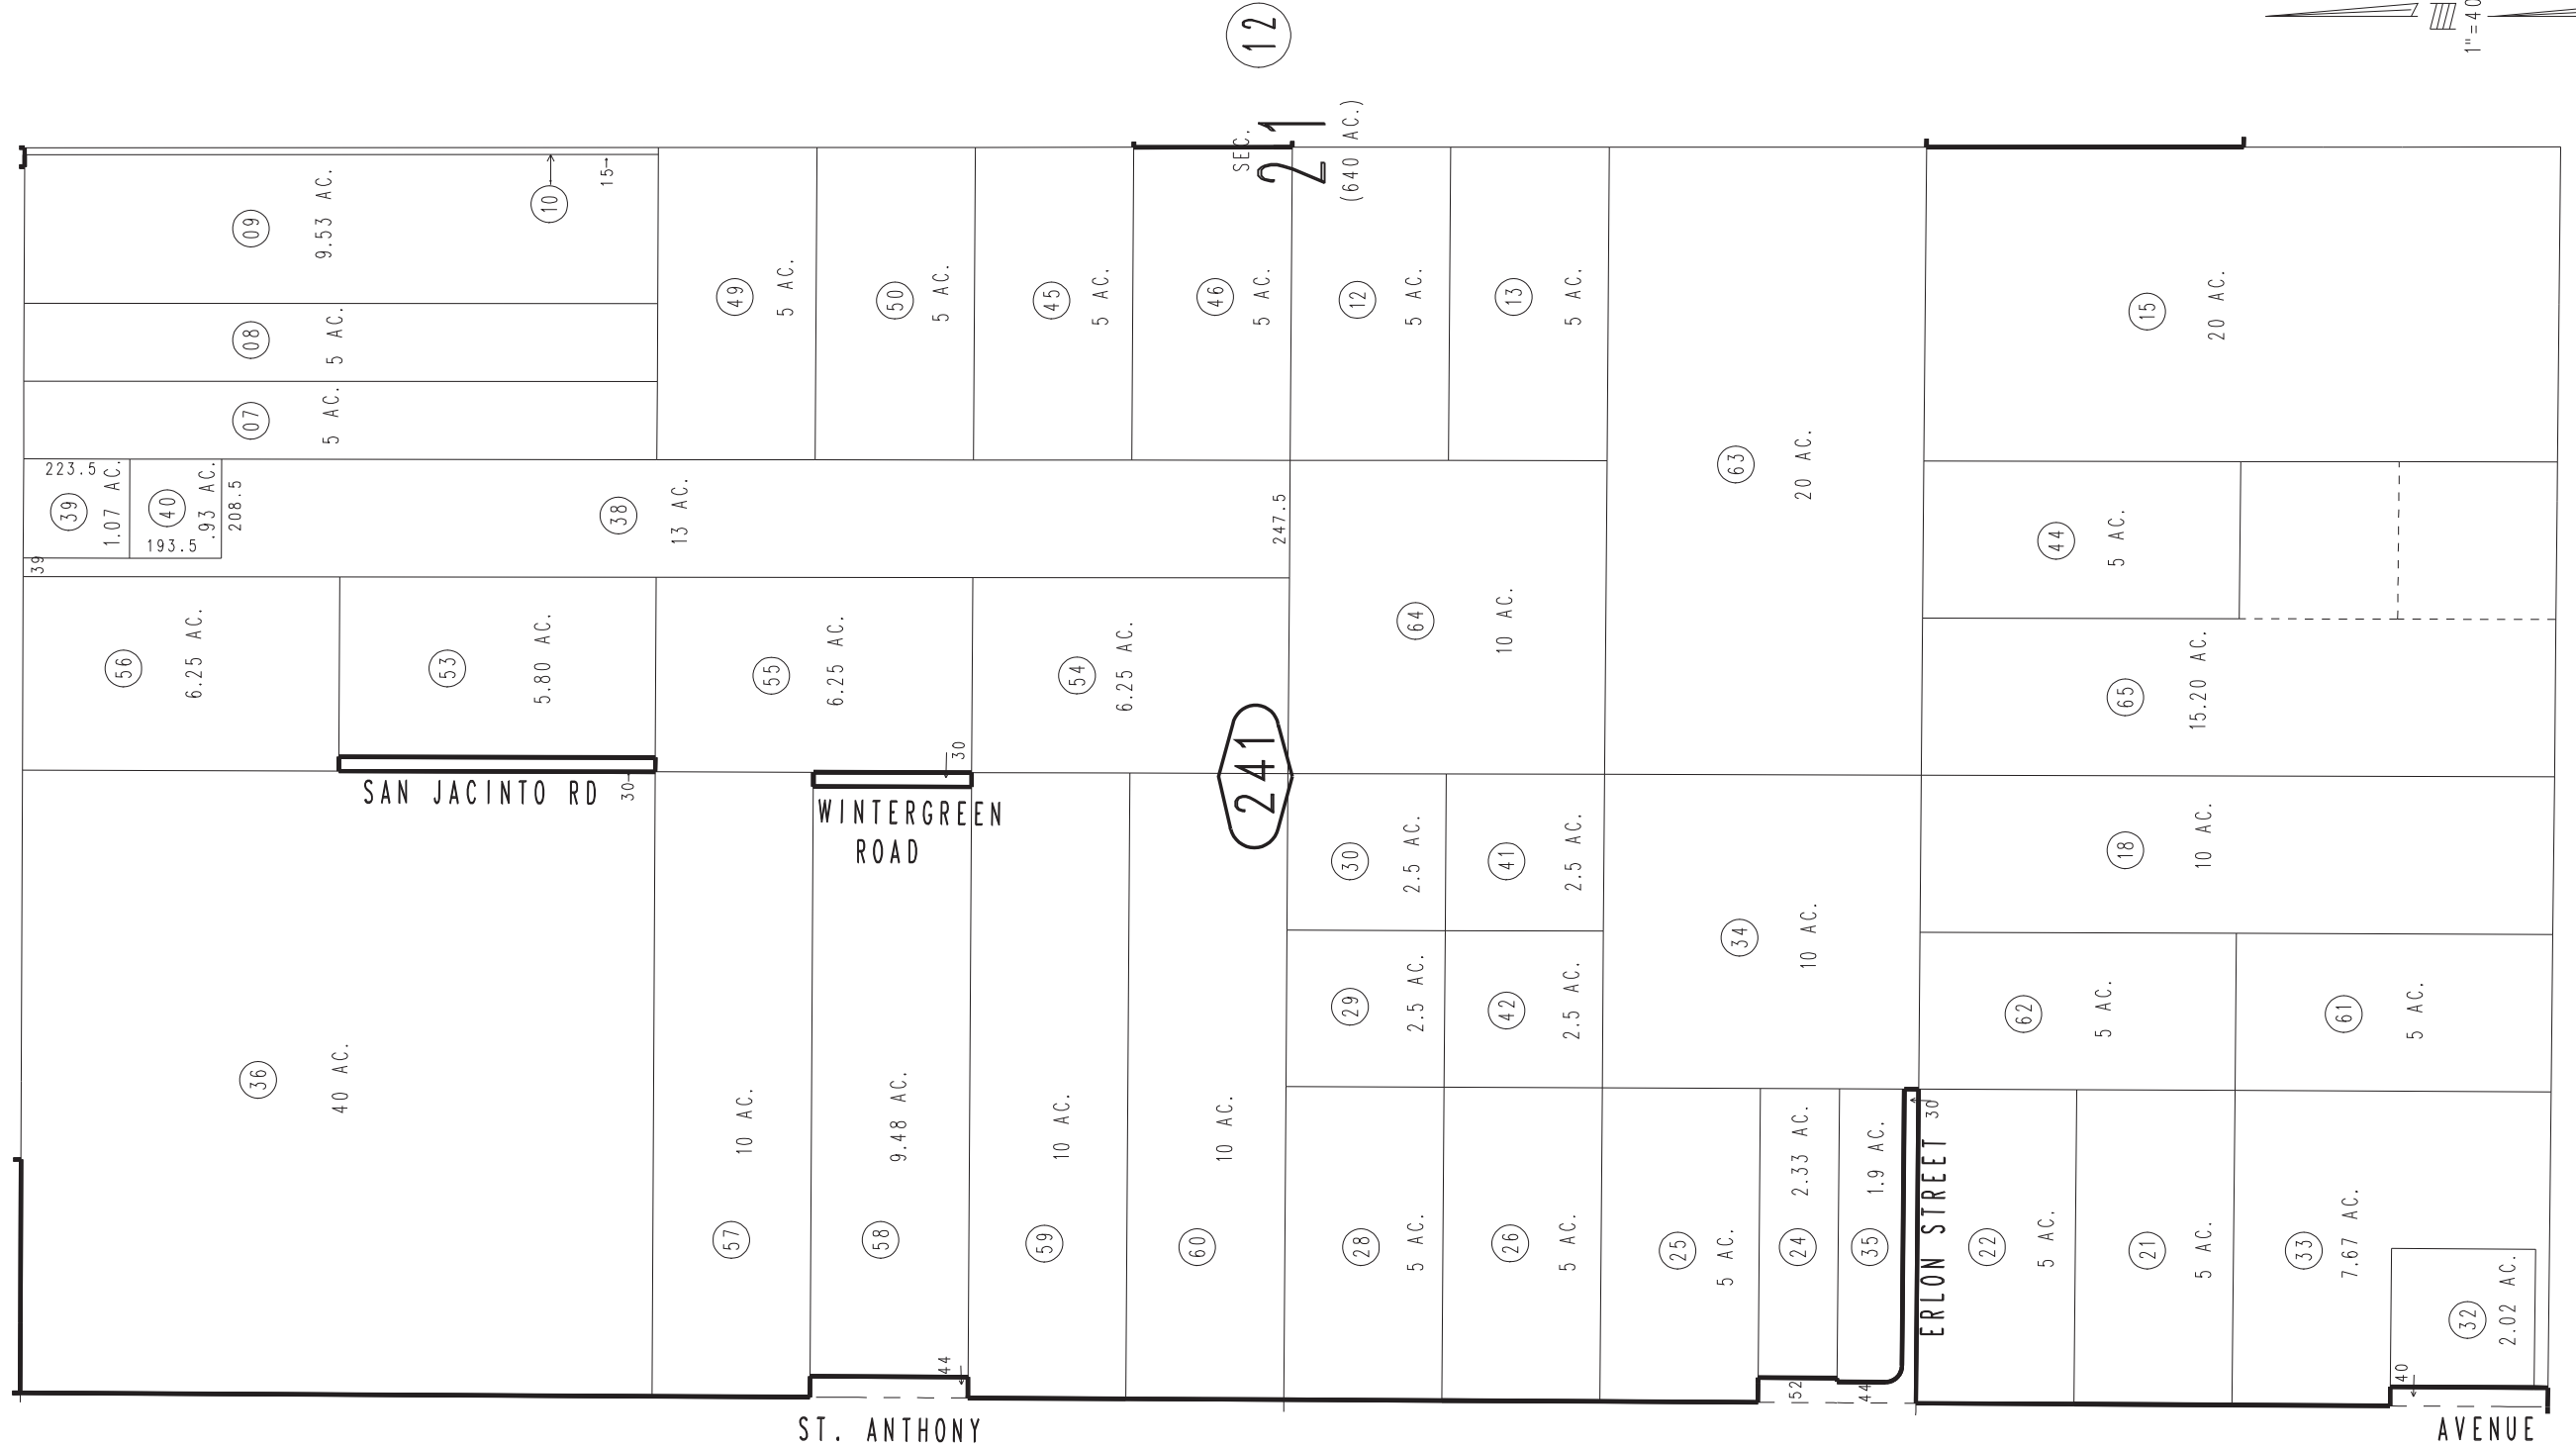 12
1"=40
SEC.
21
(640 AC.)
09
9.53 AC.
10
15
08
5 AC.
07
5 AC.
49
5 AC.
50
5 AC.
45
5 AC.
46
5 AC.
12
5 AC.
13
5 AC.
15
20 AC.
223.5
39
1.07 AC.
40
.93 AC.
193.5
208.5
39
38
13 AC.
247.5
63
20 AC.
44
5 AC.
64
10 AC.
56
6.25 AC.
53
5.80 AC.
55
6.25 AC.
54
6.25 AC.
65
15.20 AC.
241
SAN JACINTO RD
30
30
WINTERGREEN
ROAD
30
2.5 AC.
41
2.5 AC.
18
10 AC.
34
10 AC.
29
2.5 AC.
42
2.5 AC.
62
5 AC.
61
5 AC.
36
40 AC.
57
10 AC.
58
9.48 AC.
59
10 AC.
60
10 AC.
28
5 AC.
26
5 AC.
25
5 AC.
24
2.33 AC.
35
1.9 AC.
30
ERLON STREET
22
5 AC.
21
5 AC.
33
7.67 AC.
32
2.02 AC.
44
52
44
40
ST. ANTHONY
AVENUE